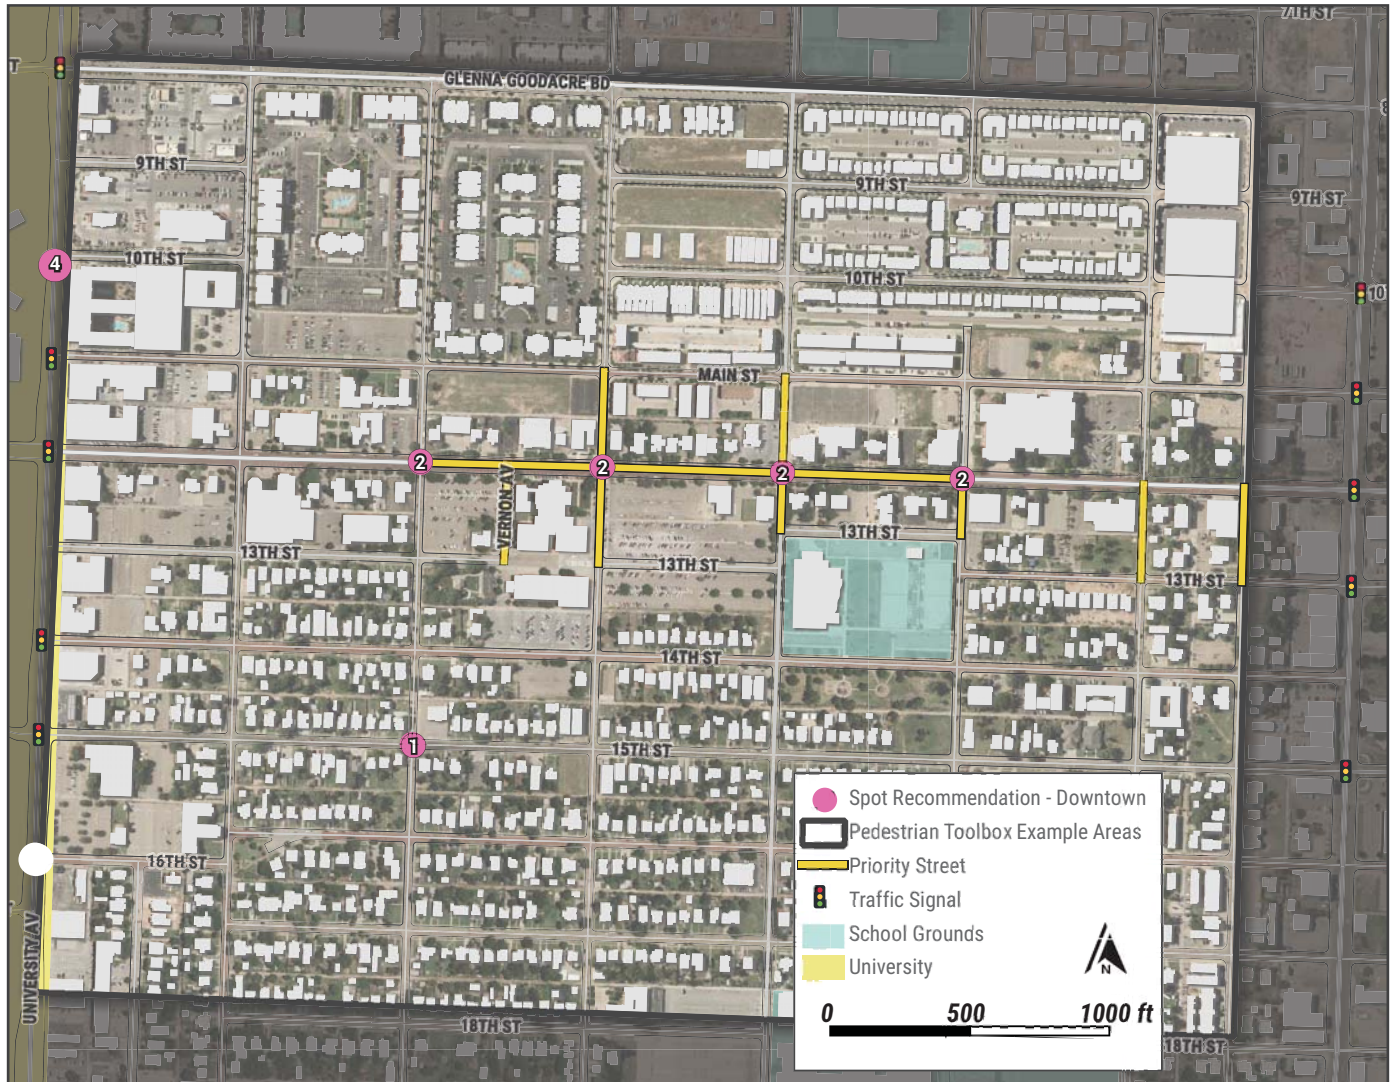 7TH ST
T
GLENNA GOODACRE BD
8
9TH ST
9TH ST
9TH ST
4
10TH ST
10TH ST
10
MAIN ST
2
2
2
2
VERNON AV
13TH ST
13TH ST
13TH ST
13TH ST
14TH ST
1
15TH ST
16TH ST
UNIVERSITY AV
18TH ST
18TH ST
Spot Recommendation - Downtown
Pedestrian Toolbox Example Areas
Priority Street
Traffic Signal
School Grounds
University
N
0 500 1000 ft